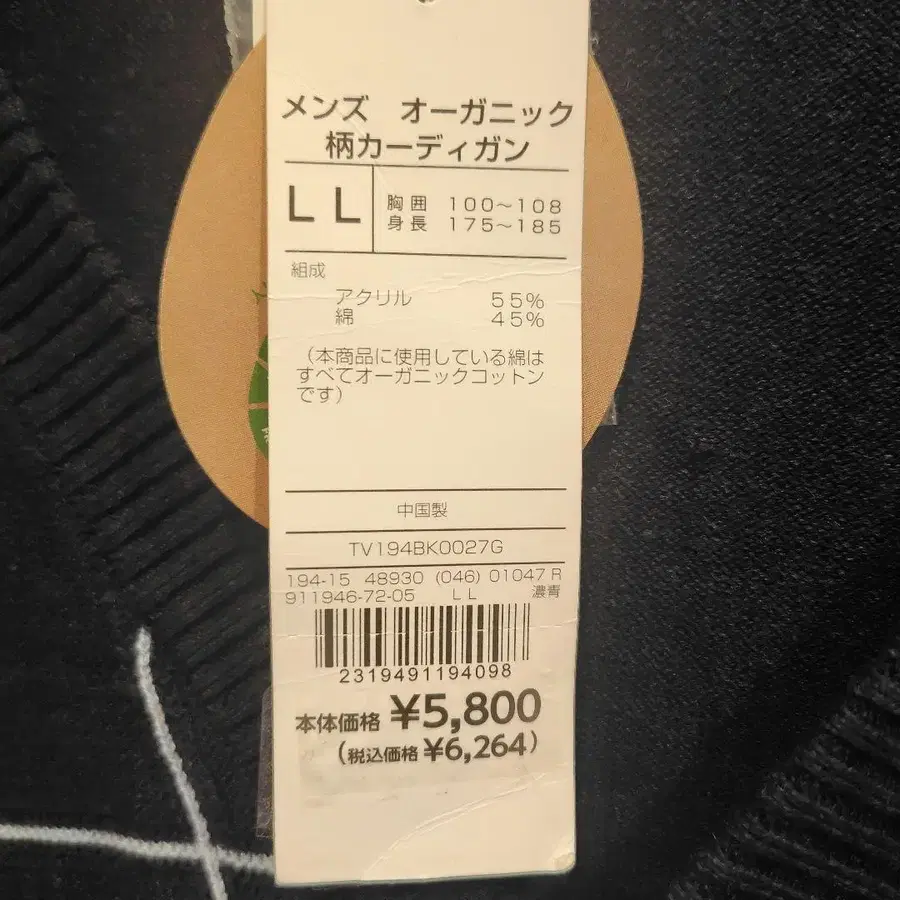 メンズ　オーガニック
柄カーディガン
LL
胸囲　100～108
身長　175～185
組成
アクリル　55%
綿　45%
（本商品に使用している綿は
すべてオーガニックコットン
です）
中国製
TV194BK0027G
194-15　48930　(046)　01047 R
911946-72-05　LL　濃青
2319491194098
本体価格 ¥5,800
（税込価格 ¥6,264）